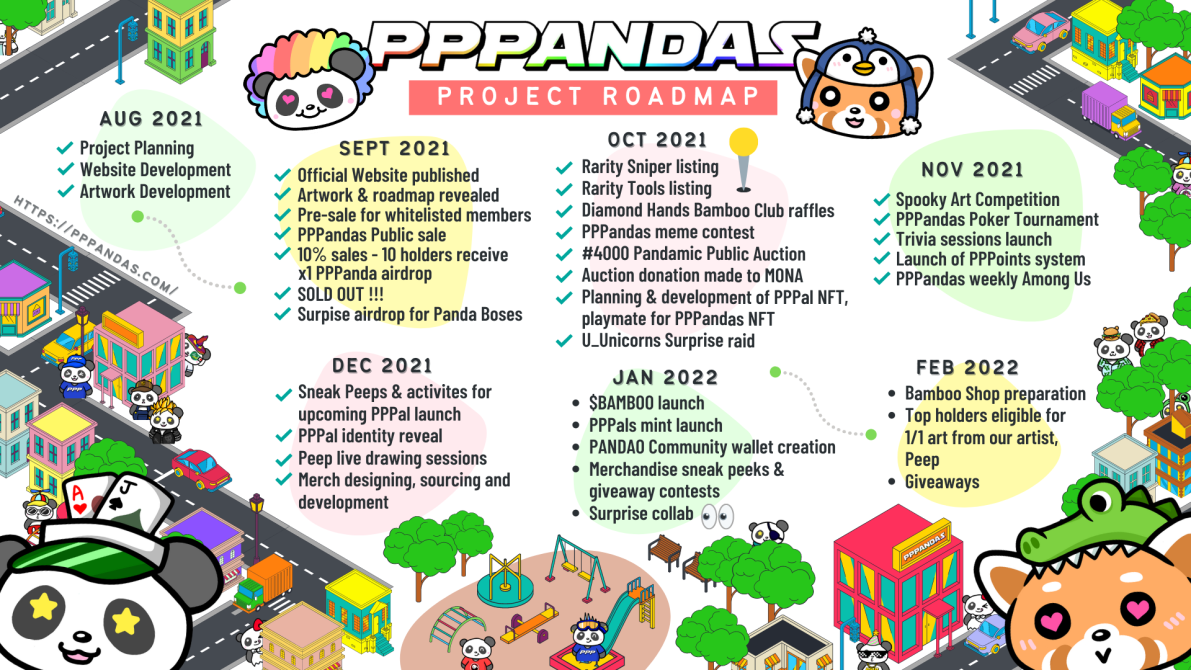 PPPANDAS
PROJECT ROADMAP
AUG 2021
Project Planning
Website Development
Artwork Development
HTTPS://PPPANDAS.COM/
SEPT 2021
Official Website published
Artwork & roadmap revealed
Pre-sale for whitelisted members
PPPandas Public sale
10% sales - 10 holders receive
x1 PPPanda airdrop
SOLD OUT !!!
Surpise airdrop for Panda Boses
OCT 2021
Rarity Sniper listing
Rarity Tools listing
Diamond Hands Bamboo Club raffles
PPPandas meme contest
#4000 Pandamic Public Auction
Auction donation made to MONA
Planning & development of PPPal NFT,
playmate for PPPandas NFT
U_Unicorns Surprise raid
NOV 2021
Spooky Art Competition
PPPandas Poker Tournament
Trivia sessions launch
Launch of PPPoints system
PPPandas weekly Among Us
DEC 2021
Sneak Peeps & activites for
upcoming PPPal launch
PPPal identity reveal
Peep live drawing sessions
Merch designing, sourcing and
development
JAN 2022
$BAMBOO launch
PPPals mint launch
PANDAO Community wallet creation
Merchandise sneak peeks &
giveaway contests
Surprise collab
FEB 2022
Bamboo Shop preparation
Top holders eligible for
1/1 art from our artist,
Peep
Giveaways
A
J
PPP
PPPANDAS